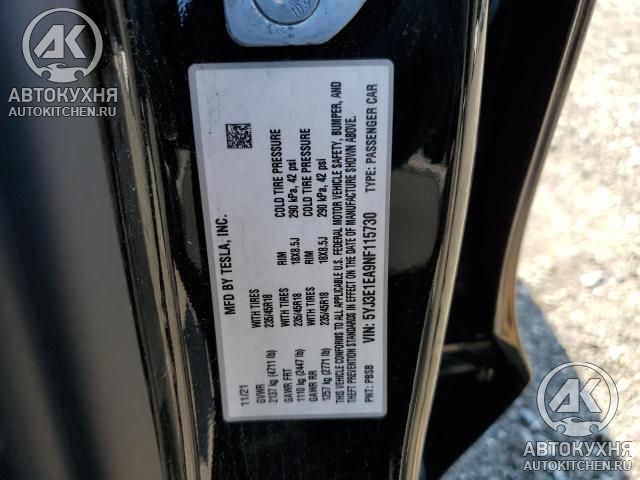 АК
АВТОКУХНЯ
AUTOKITCHEN.RU
MFD BY TESLA, INC.
11/21
GVWR
2137 kg (4711 lb)
WITH TIRES
235/45R18
RIM
18X8.5J
COLD TIRE PRESSURE
290 kPa, 42 psi
GAWR FRT
1110 kg (2447 lb)
WITH TIRES
235/45R18
RIM
18X8.5J
COLD TIRE PRESSURE
290 kPa, 42 psi
GAWR RR
1257 kg (2771 lb)
THIS VEHICLE CONFORMS TO ALL APPLICABLE U.S. FEDERAL MOTOR VEHICLE SAFETY, BUMPER, AND
THEFT PREVENTION STANDARDS IN EFFECT ON THE DATE OF MANUFACTURE SHOWN ABOVE.
VIN: 5YJ3E1EA9NF115730 TYPE: PASSENGER CAR
PNT: PBSB
АК
АВТОКУХНЯ
AUTOKITCHEN.RU